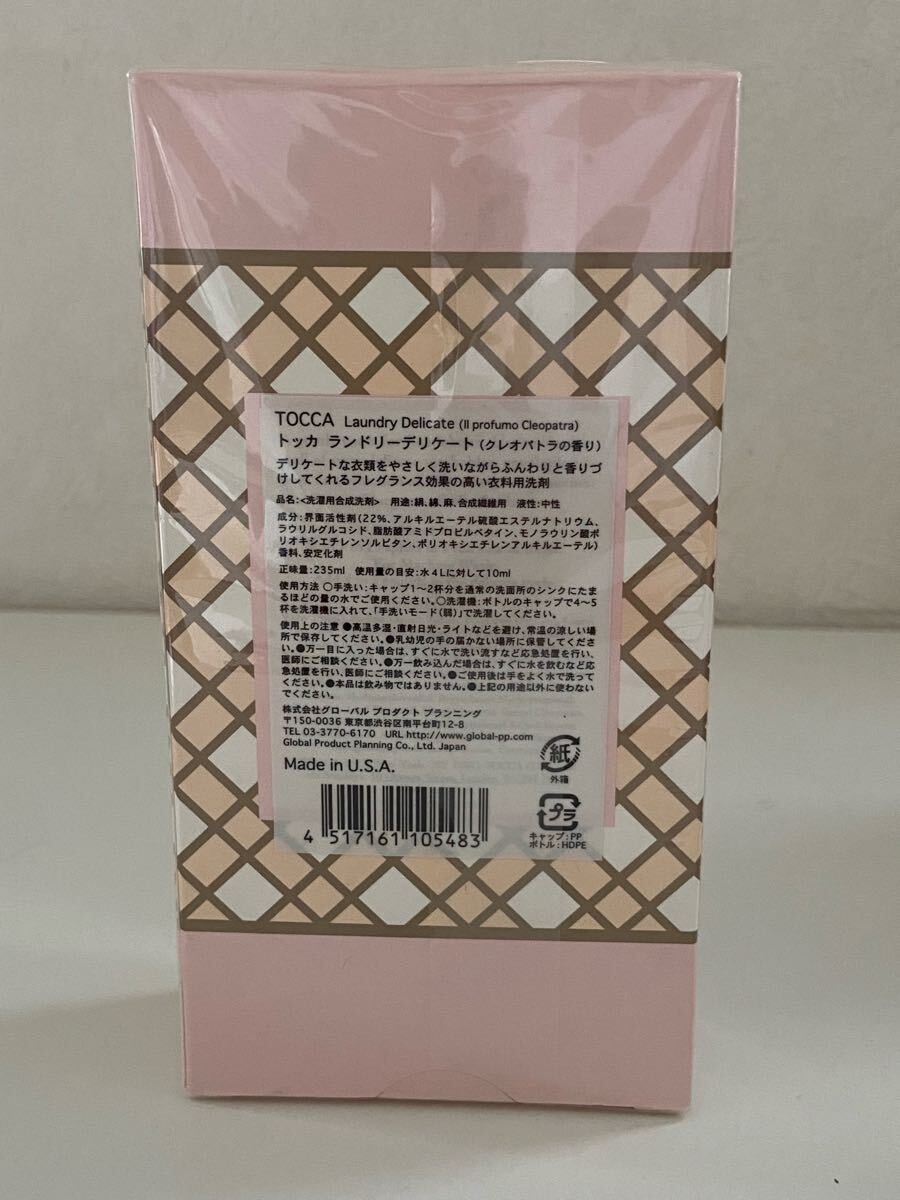 TOCCA Laundry Delicate (Il profumo Cleopatra)
トッカ ランドリーデリケート（クレオパトラの香り）
デリケートな衣類をやさしく洗いながらふんわりと香りづ
けしてくれるフレグランス効果の高い衣料用洗剤
品名:<洗濯用合成洗剤> 用途:絹、綿、麻、合成繊維用 液性:中性
成分:界面活性剤（22%、アルキルエーテル硫酸エステルナトリウム、
ラウリルグルコシド、脂肪酸アミドプロピルベタイン、モノラウリン酸ポ
リオキシエチレンソルビタン、ポリオキシエチレンアルキルエーテル）
香料、安定化剤
正味量:235ml 使用量の目安:水4Lに対して10ml
使用方法 ○手洗い:キャップ1〜2杯分を通常の洗面所のシンクにたま
るほどの量の水でご使用ください。○洗濯機:ボトルのキャップで4〜5
杯を洗濯機に入れて、「手洗いモード（弱）」で洗濯してください。
使用上の注意 ●高温多湿・直射日光・ライトなどを避け、常温の涼しい場
所で保存してください。●乳幼児の手の届かない場所に保管してくださ
い。●万一目に入った場合は、すぐに水で洗い流すなど応急処置を行い、
医師にご相談ください。●万一飲み込んだ場合は、すぐに水を飲むなど応
急処置を行い、医師にご相談ください。●ご使用後は手をよく水で洗って
ください。●本品は飲み物ではありません。●上記の用途以外に使わない
でください。
株式会社グローバル プロダクト プランニング
〒150-0036 東京都渋谷区南平台町12-8
TEL 03-3770-6170 URL http://www.global-pp.com
Global Product Planning Co., Ltd. Japan
Made in U.S.A.
紙
外箱
プラ
キャップ:PP
ボトル:HDPE
4 517161 105483